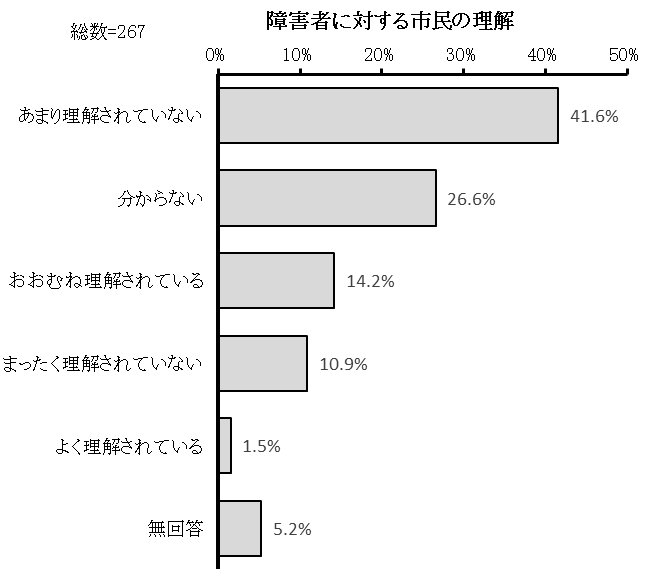 障害者に対する市民の理解
総数=267
0% 10% 20% 30% 40% 50%
あまり理解されていない 41.6%
分からない 26.6%
おおむね理解されている 14.2%
まったく理解されていない 10.9%
よく理解されている 1.5%
無回答 5.2%